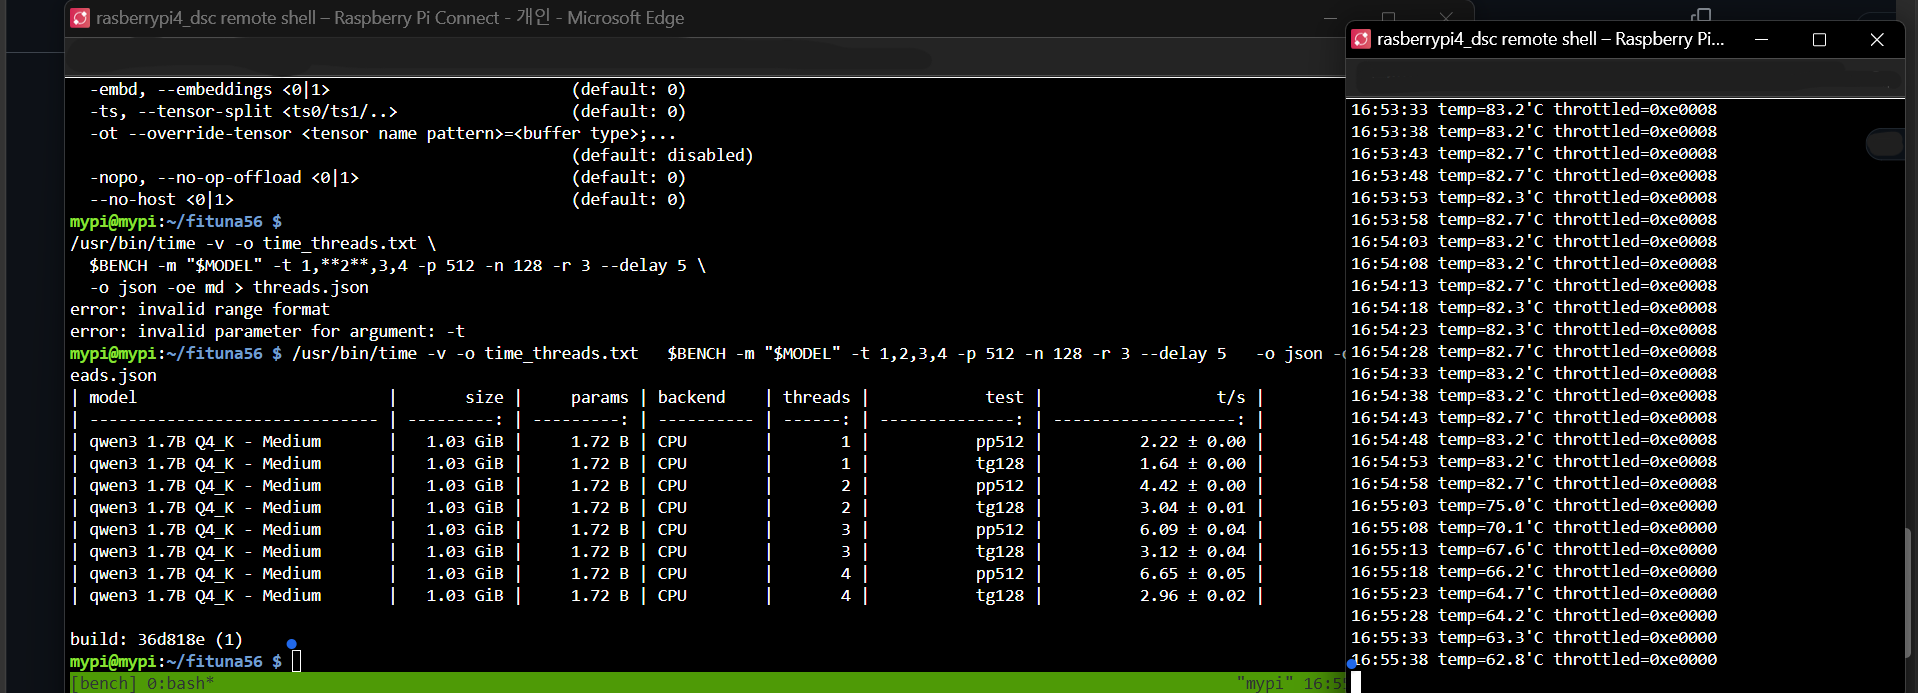 rasberrypi4_dsc remote shell – Raspberry Pi Connect - 개인 - Microsoft Edge
  -embd, --embeddings <0|1>                         (default: 0)
  -ts, --tensor-split <ts0/ts1/..>                  (default: 0)
  -ot --override-tensor <tensor name pattern>=<buffer type>;...
                                                    (default: disabled)
  -nopo, --no-op-offload <0|1>                      (default: 0)
  --no-host <0|1>                                   (default: 0)
mypi@mypi:~/fituna56 $
/usr/bin/time -v -o time_threads.txt \
  $BENCH -m "$MODEL" -t 1,**2**,3,4 -p 512 -n 128 -r 3 --delay 5 \
  -o json -oe md > threads.json
error: invalid range format
error: invalid parameter for argument: -t
mypi@mypi:~/fituna56 $ /usr/bin/time -v -o time_threads.txt   $BENCH -m "$MODEL" -t 1,2,3,4 -p 512 -n 128 -r 3 --delay 5   -o json -
eads.json
| model                          |       size |     params | backend    | threads |            test |                  t/s |
| ------------------------------ | ---------: | ---------: | ---------- | ------: | --------------: | -------------------: |
| qwen3 1.7B Q4_K - Medium       |   1.03 GiB |     1.72 B | CPU        |       1 |           pp512 |          2.22 ± 0.00 |
| qwen3 1.7B Q4_K - Medium       |   1.03 GiB |     1.72 B | CPU        |       1 |           tg128 |          1.64 ± 0.00 |
| qwen3 1.7B Q4_K - Medium       |   1.03 GiB |     1.72 B | CPU        |       2 |           pp512 |          4.42 ± 0.00 |
| qwen3 1.7B Q4_K - Medium       |   1.03 GiB |     1.72 B | CPU        |       2 |           tg128 |          3.04 ± 0.01 |
| qwen3 1.7B Q4_K - Medium       |   1.03 GiB |     1.72 B | CPU        |       3 |           pp512 |          6.09 ± 0.04 |
| qwen3 1.7B Q4_K - Medium       |   1.03 GiB |     1.72 B | CPU        |       3 |           tg128 |          3.12 ± 0.04 |
| qwen3 1.7B Q4_K - Medium       |   1.03 GiB |     1.72 B | CPU        |       4 |           pp512 |          6.65 ± 0.05 |
| qwen3 1.7B Q4_K - Medium       |   1.03 GiB |     1.72 B | CPU        |       4 |           tg128 |          2.96 ± 0.02 |
build: 36d818e (1)
mypi@mypi:~/fituna56 $
[bench] 0:bash* "mypi" 16:5
rasberrypi4_dsc remote shell – Raspberry Pi...
16:53:33 temp=83.2'C throttled=0xe0008
16:53:38 temp=83.2'C throttled=0xe0008
16:53:43 temp=82.7'C throttled=0xe0008
16:53:48 temp=82.7'C throttled=0xe0008
16:53:53 temp=82.3'C throttled=0xe0008
16:53:58 temp=82.7'C throttled=0xe0008
16:54:03 temp=83.2'C throttled=0xe0008
16:54:08 temp=83.2'C throttled=0xe0008
16:54:13 temp=82.7'C throttled=0xe0008
16:54:18 temp=82.3'C throttled=0xe0008
16:54:23 temp=82.3'C throttled=0xe0008
16:54:28 temp=82.7'C throttled=0xe0008
16:54:33 temp=83.2'C throttled=0xe0008
16:54:38 temp=83.2'C throttled=0xe0008
16:54:43 temp=82.7'C throttled=0xe0008
16:54:48 temp=83.2'C throttled=0xe0008
16:54:53 temp=83.2'C throttled=0xe0008
16:54:58 temp=82.7'C throttled=0xe0008
16:55:03 temp=75.0'C throttled=0xe0000
16:55:08 temp=70.1'C throttled=0xe0000
16:55:13 temp=67.6'C throttled=0xe0000
16:55:18 temp=66.2'C throttled=0xe0000
16:55:23 temp=64.7'C throttled=0xe0000
16:55:28 temp=64.2'C throttled=0xe0000
16:55:33 temp=63.3'C throttled=0xe0000
16:55:38 temp=62.8'C throttled=0xe0000